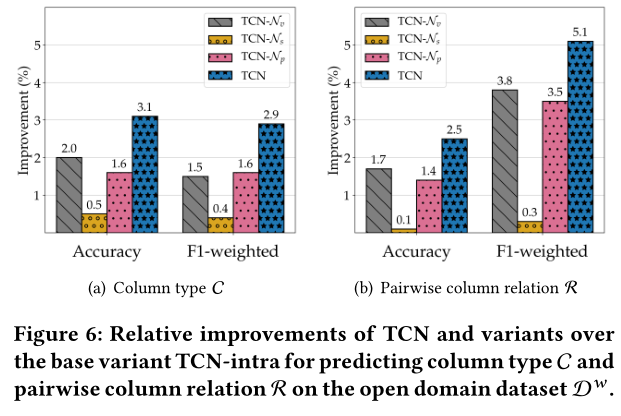 TCN-𝒩v
TCN-𝒩s
TCN-𝒩p
TCN
Improvement (%)
5
4
3
2
1
2.0
0.5
1.6
3.1
1.5
0.4
1.6
2.9
Accuracy
F1-weighted
(a) Column type C
TCN-𝒩v
TCN-𝒩s
TCN-𝒩p
TCN
Improvement (%)
5
4
3
2
1
1.7
0.1
1.4
2.5
3.8
0.3
3.5
5.1
Accuracy
F1-weighted
(b) Pairwise column relation R
Figure 6: Relative improvements of TCN and variants over
the base variant TCN-intra for predicting column type C and
pairwise column relation R on the open domain dataset 𝒟ʷ.